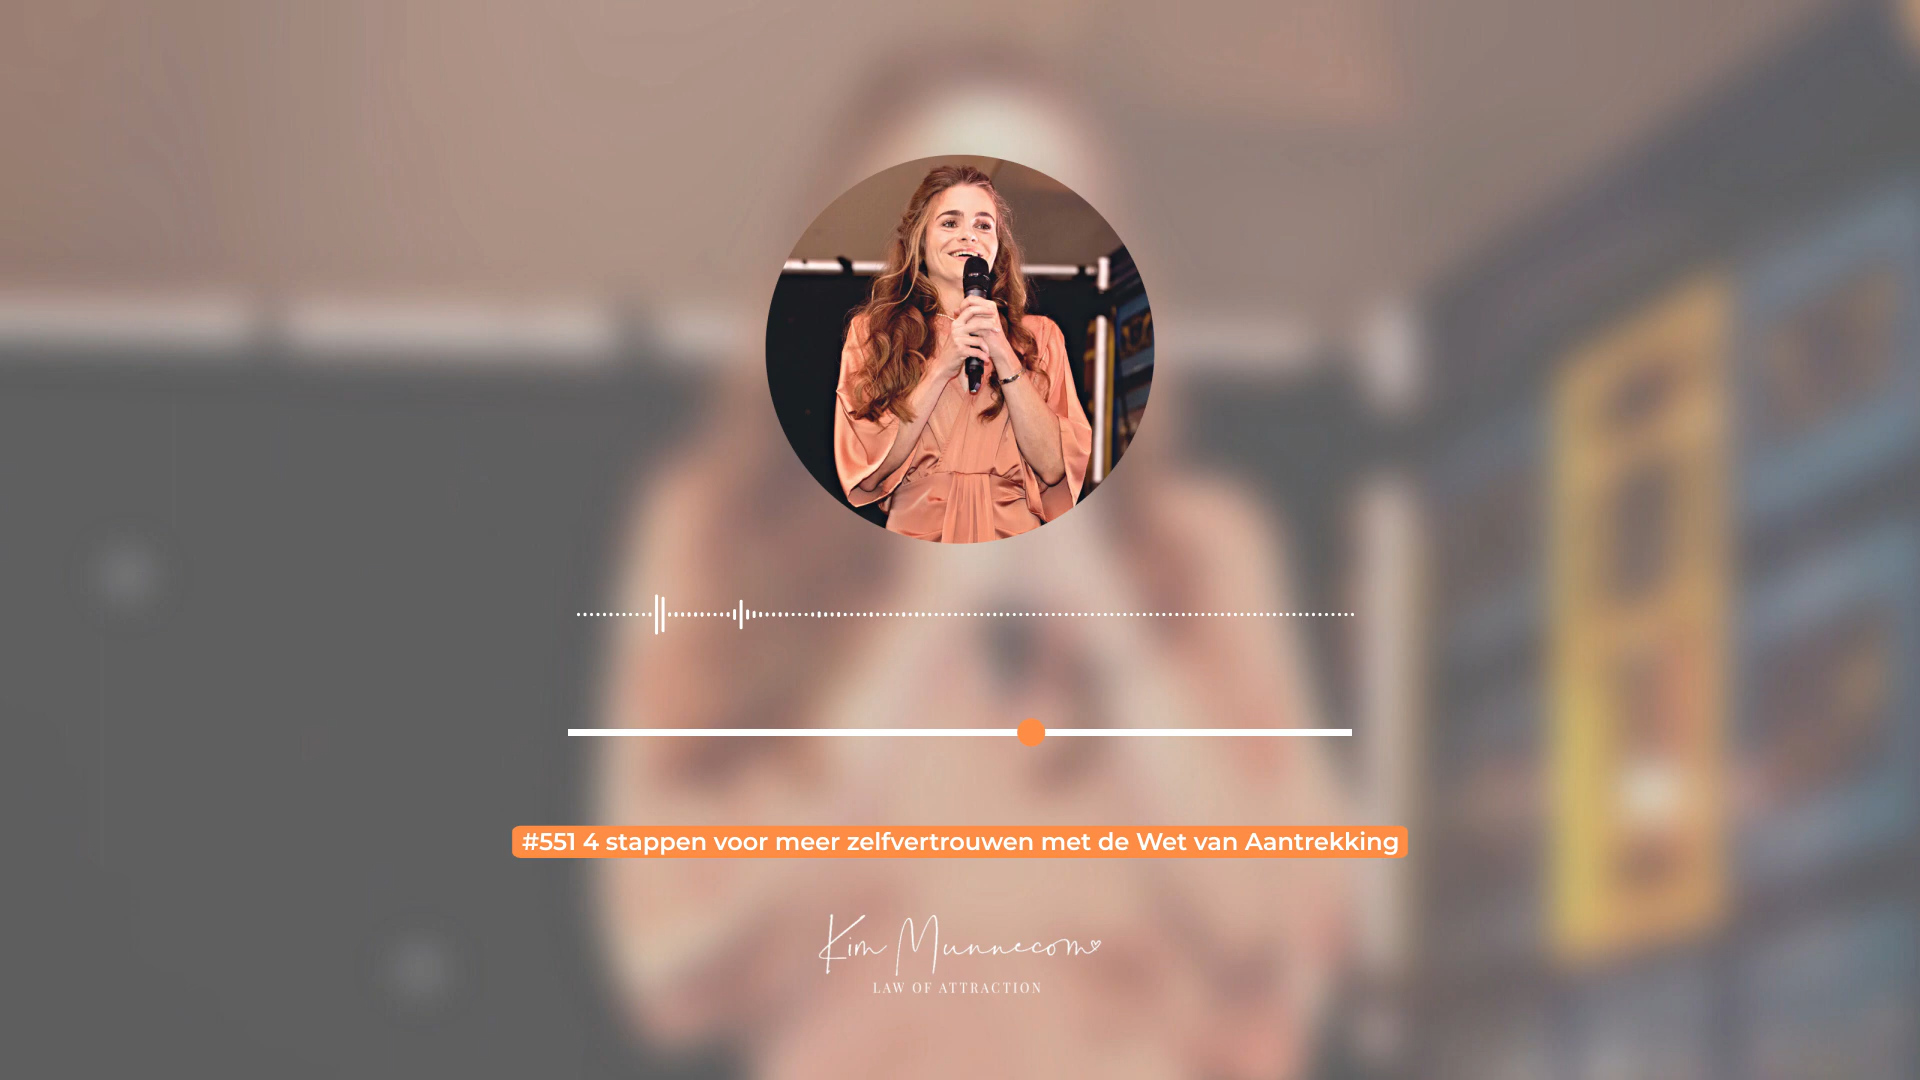 #551 4 stappen voor meer zelfvertrouwen met de Wet van Aantrekking
Kim Munnecom
LAW OF ATTRACTION